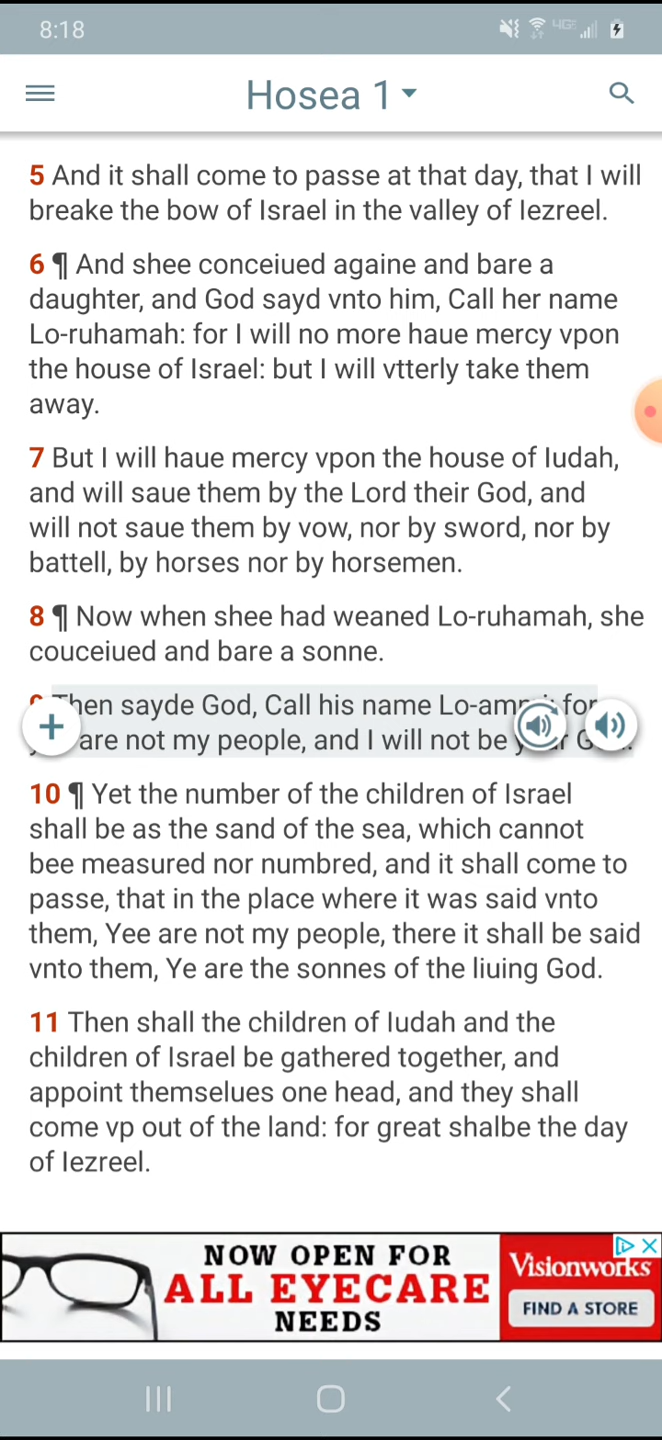 8:18
4GE
Hosea 1
5 And it shall come to passe at that day, that I will
breake the bow of Israel in the valley of Iezreel.
6 ¶ And shee conceiued againe and bare a
daughter, and God sayd vnto him, Call her name
Lo-ruhamah: for I will no more haue mercy vpon
the house of Israel: but I will vtterly take them
away.
7 But I will haue mercy vpon the house of Iudah,
and will saue them by the Lord their God, and
will not saue them by vow, nor by sword, nor by
battell, by horses nor by horsemen.
8 ¶ Now when shee had weaned Lo-ruhamah, she
couceiued and bare a sonne.
Then sayde God, Call his name for
are not my people, and I will not be
10 ¶ Yet the number of the children of Israel
shall be as the sand of the sea, which cannot
bee measured nor numbred, and it shall come to
passe, that in the place where it was said vnto
them, Yee are not my people, there it shall be said
vnto them, Ye are the sonnes of the liuing God.
11 Then shall the children of Iudah and the
children of Israel be gathered together, and
appoint themselues one head, and they shall
come vp out of the land: for great shalbe the day
of Iezreel.
NOW OPEN FOR
ALL EYECARE
NEEDS
Visionworks
FIND A STORE